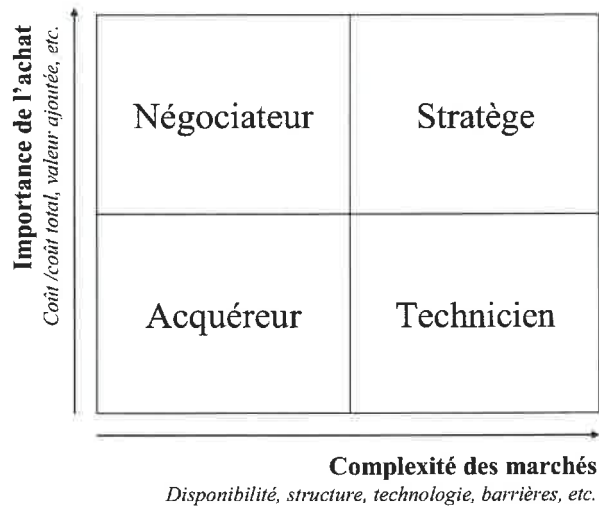 Importance de l'achat
Coût /coût total, valeur ajoutée, etc.
Négociateur
Stratège
Acquéreur
Technicien
Complexité des marchés
Disponibilité, structure, technologie, barrières, etc.